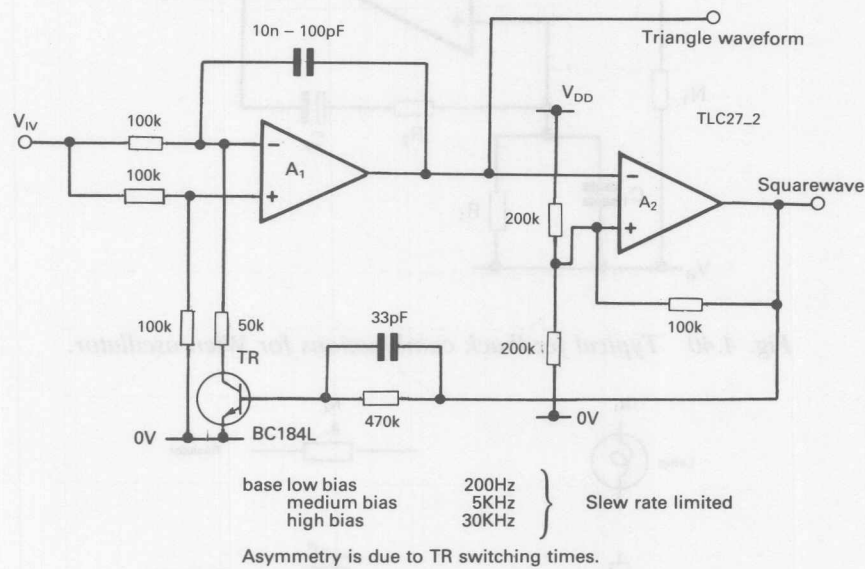 10n – 100pF
Triangle waveform
V_DD
TLC27_2
V_IV
100k
100k
−
A₁
+
−
A₂
+
Squarewave
200k
100k
50k
33pF
100k
TR
200k
470k
0V
BC184L
0V
base low bias 200Hz
medium bias 5KHz
high bias 30KHz
Slew rate limited
Asymmetry is due to TR switching times.